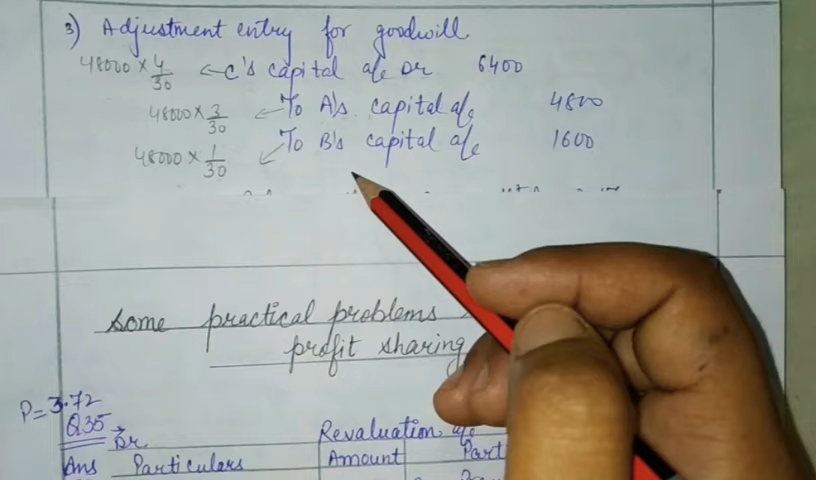 3) Adjustment entry for goodwill
48000 × 4/30 ← C's capital a/c Dr 6400
48000 × 3/30 ← To A's capital a/c 4800
48000 × 1/30 ← To B's capital a/c 1600
Some practical problems
profit sharing
P=3.72
Q35 Dr. Revaluation a/c
Ans Particulars Amount Part